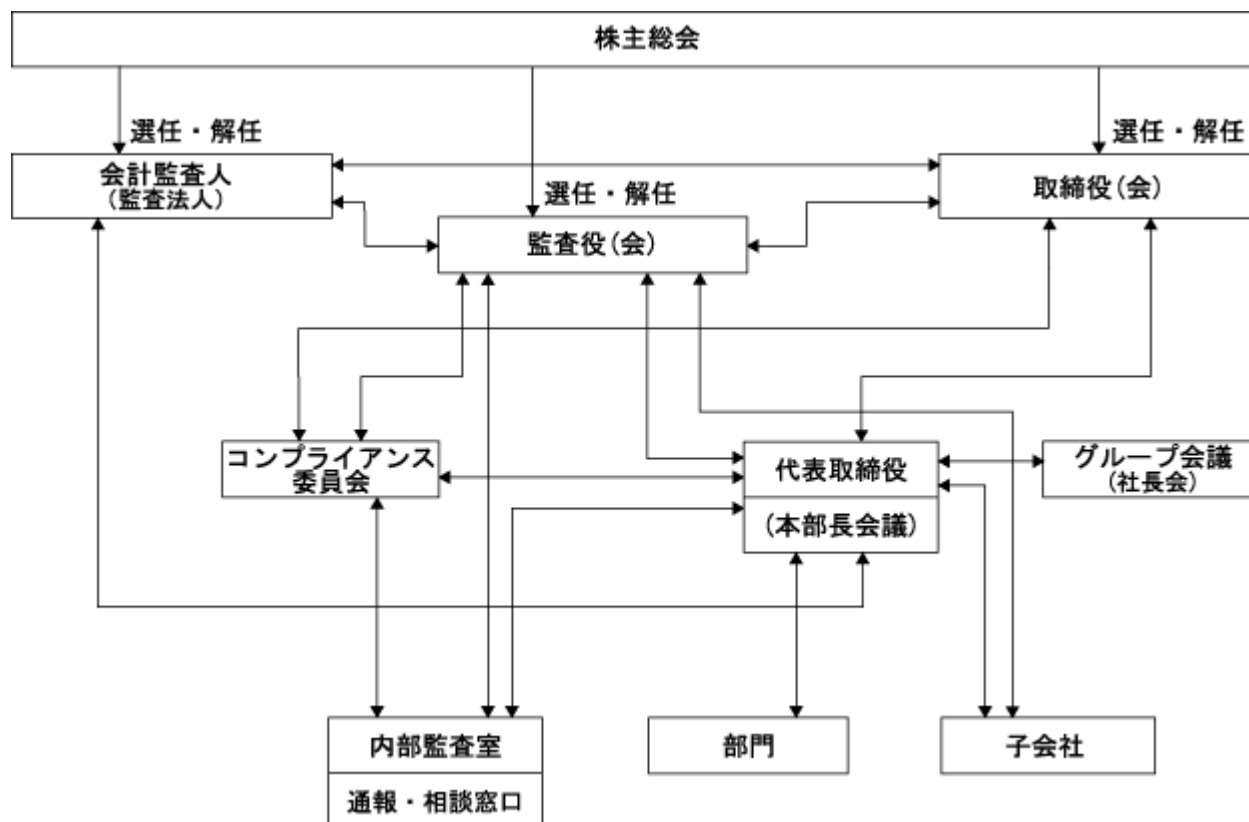 株主総会
選任・解任
選任・解任
会計監査人
(監査法人)
取締役(会)
選任・解任
監査役(会)
コンプライアンス
委員会
代表取締役
(本部長会議)
グループ会議
(社長会)
内部監査室
通報・相談窓口
部門
子会社